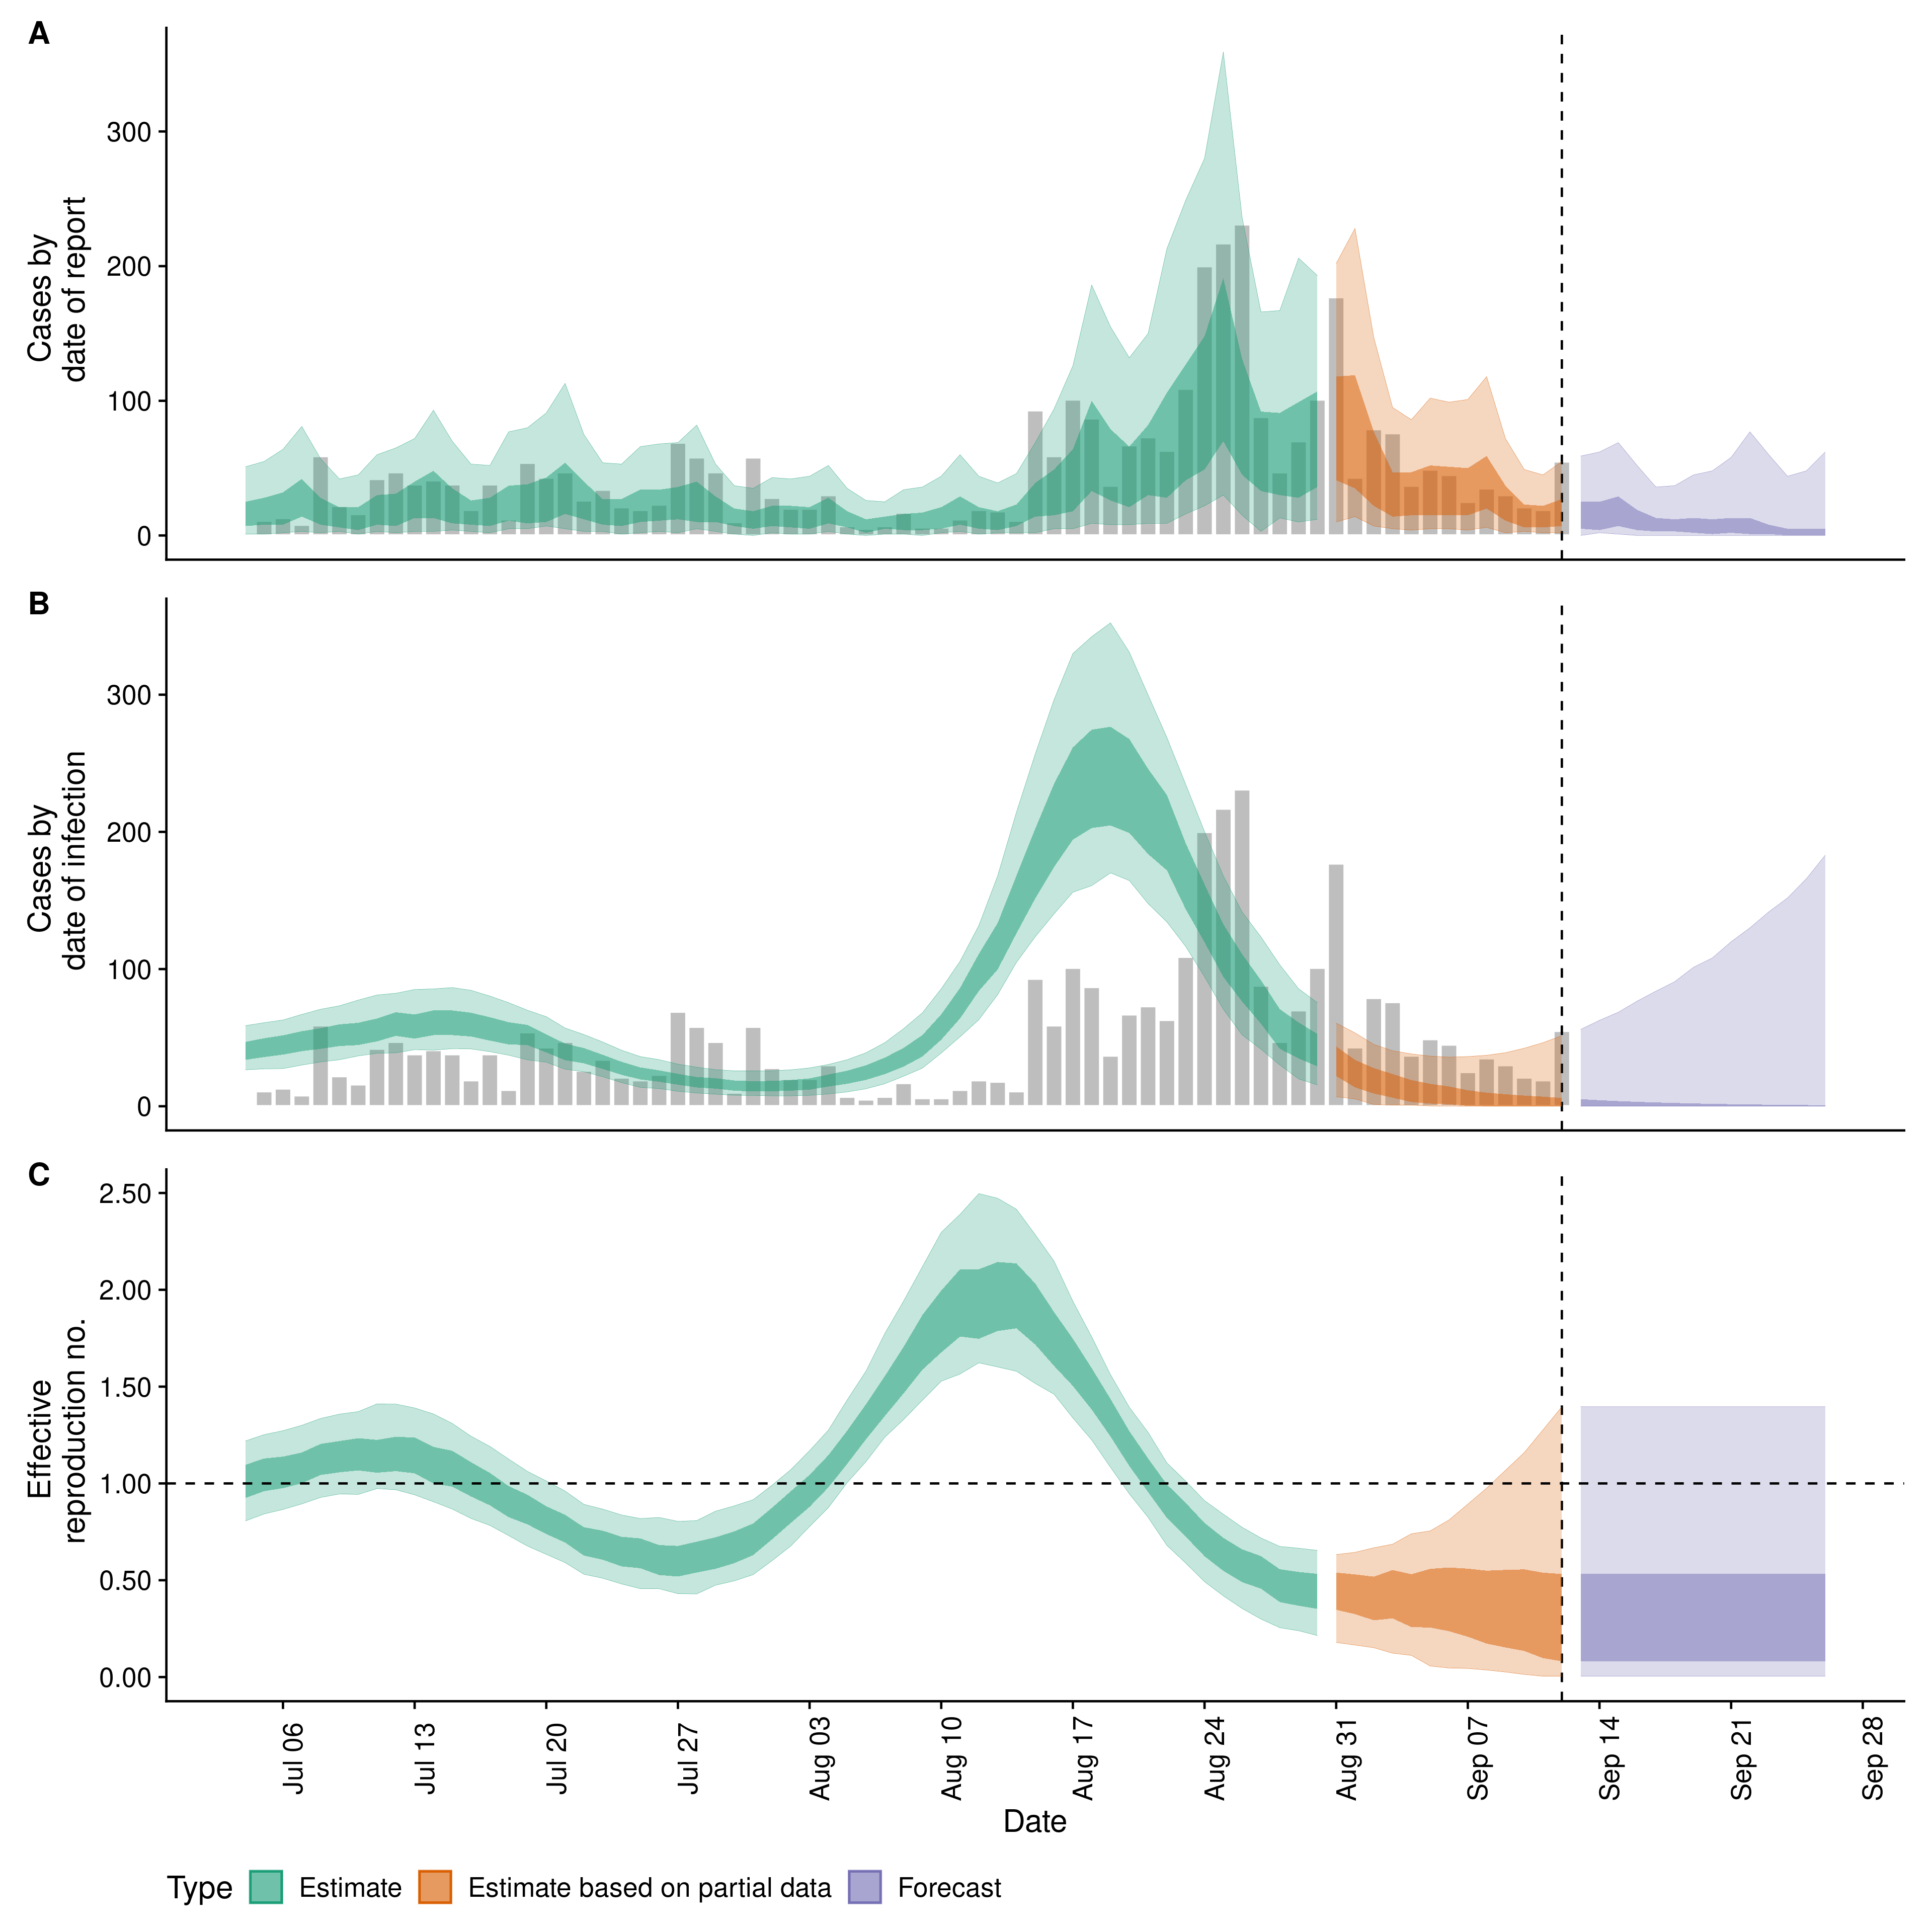 A
Cases by
date of report
300
200
100
0
B
Cases by
date of infection
300
200
100
0
C
Effective
reproduction no.
2.50
2.00
1.50
1.00
0.50
0.00
Jul 06
Jul 13
Jul 20
Jul 27
Aug 03
Aug 10
Aug 17
Aug 24
Aug 31
Sep 07
Sep 14
Sep 21
Sep 28
Date
Type Estimate Estimate based on partial data Forecast